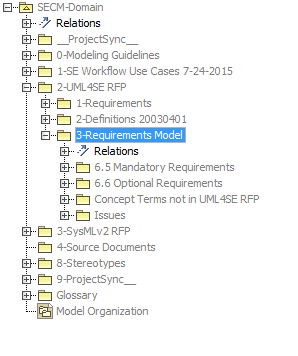 SECM-Domain
Relations
__ProjectSync__
0-Modeling Guidelines
1-SE Workflow Use Cases 7-24-2015
2-UML4SE RFP
1-Requirements
2-Definitions 20030401
3-Requirements Model
Relations
6.5 Mandatory Requirements
6.6 Optional Requirements
Concept Terms not in UML4SE RFP
Issues
3-SysMLv2 RFP
4-Source Documents
8-Stereotypes
9-ProjectSync__
Glossary
Model Organization